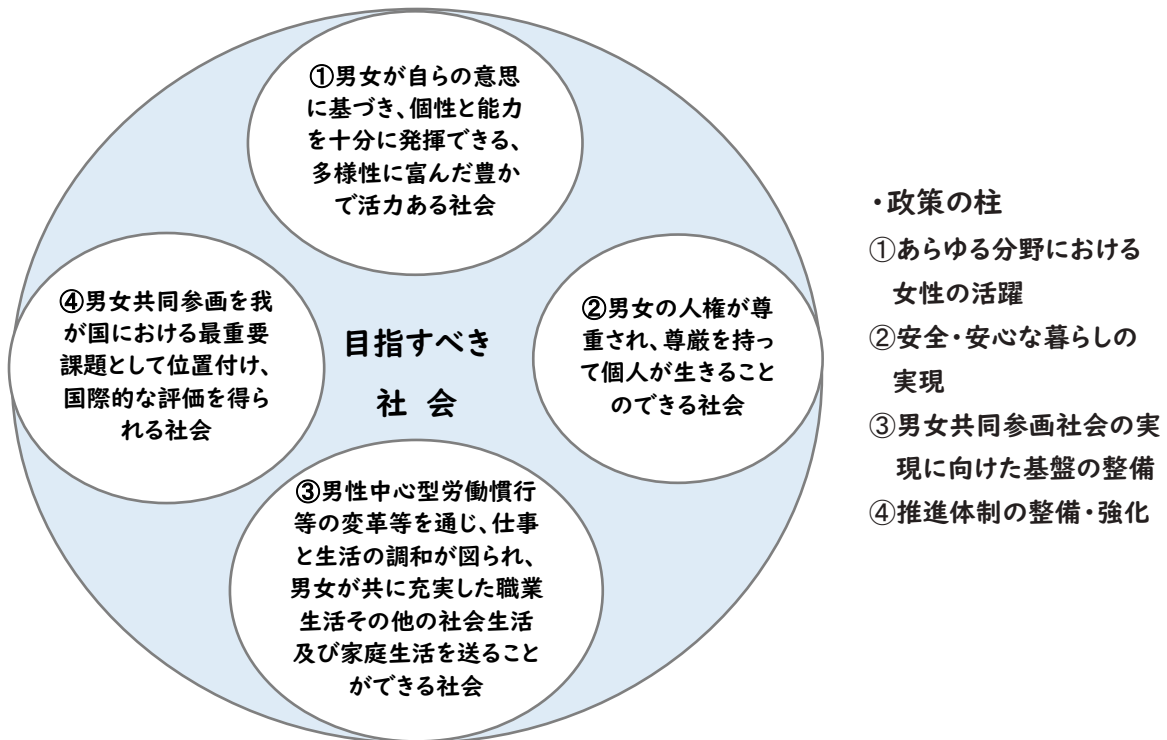 ①男女が自らの意思
に基づき、個性と能力
を十分に発揮できる、
多様性に富んだ豊か
で活力ある社会
④男女共同参画を我
が国における最重要
課題として位置付け、
国際的な評価を得ら
れる社会
目指すべき
社 会
②男女の人権が尊
重され、尊厳を持っ
て個人が生きること
のできる社会
③男性中心型労働慣行
等の変革等を通じ、仕事
と生活の調和が図られ、
男女が共に充実した職業
生活その他の社会生活
及び家庭生活を送ること
ができる社会
・政策の柱
①あらゆる分野における
女性の活躍
②安全・安心な暮らしの
実現
③男女共同参画社会の実
現に向けた基盤の整備
④推進体制の整備・強化